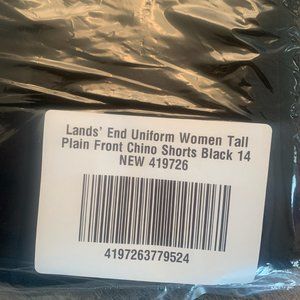 Lands' End Uniform Women Tall
Plain Front Chino Shorts Black 14
NEW 419726
4197263779524